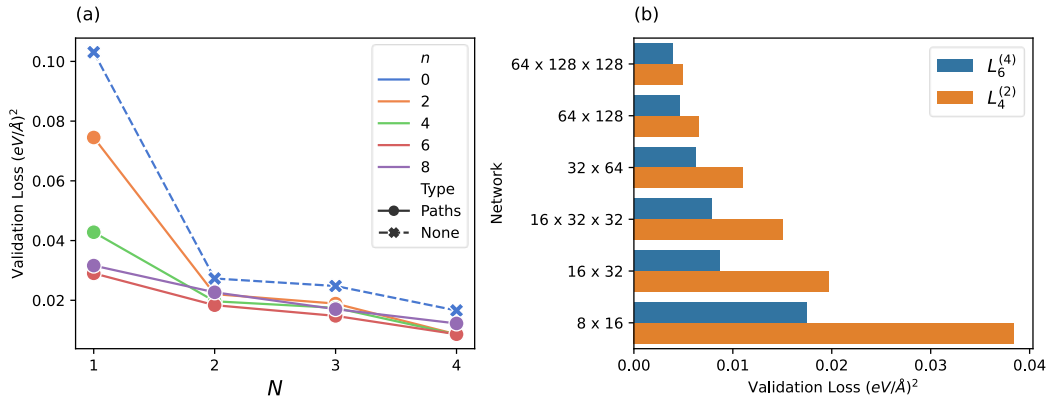 (a)
Validation Loss (eV/Å)²
0.10
0.08
0.06
0.04
0.02
1 2 3 4
N
n
0
2
4
6
8
Type
Paths
None
(b)
Network
64 x 128 x 128
64 x 128
32 x 64
16 x 32 x 32
16 x 32
8 x 16
0.00 0.01 0.02 0.03 0.04
Validation Loss (eV/Å)²
L₆⁽⁴⁾
L₄⁽²⁾